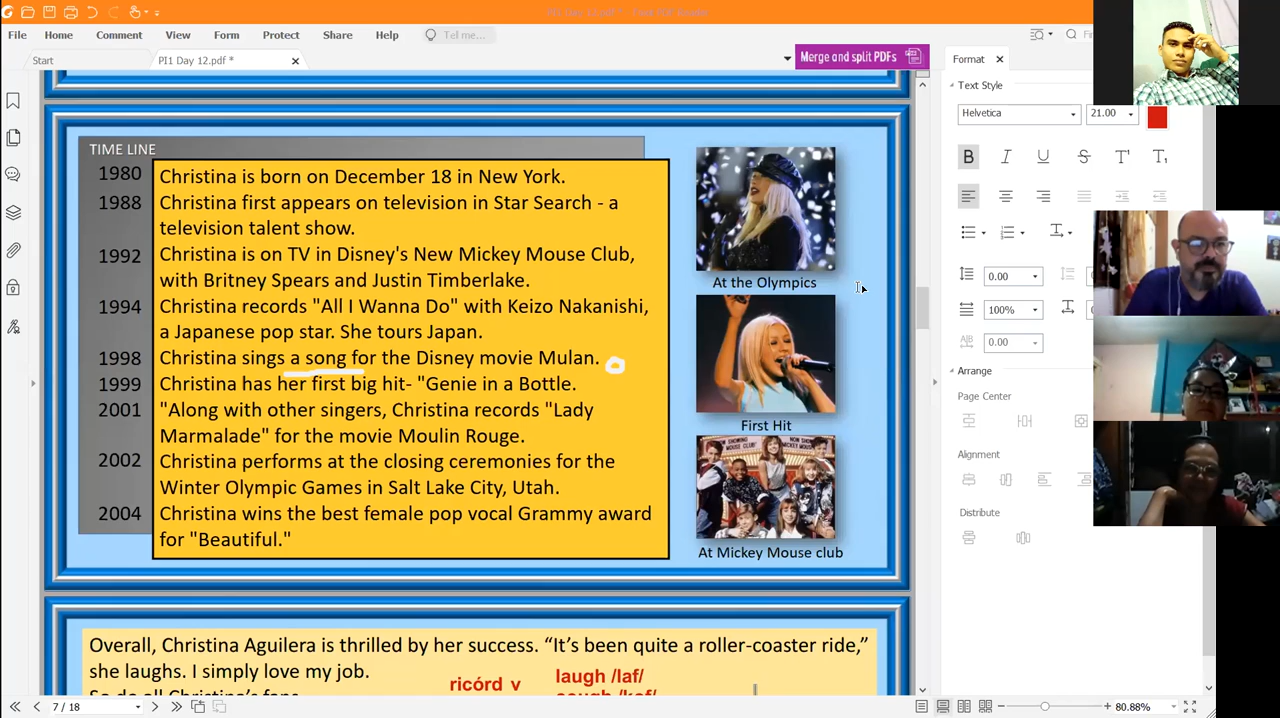 File Home Comment View Form Protect Share Help Tell me...
Start PI1 Day 12.pdf * Merge and split PDFs
Format
Text Style
Helvetica 21.00
0.00
100%
0.00
Arrange
Page Center
Alignment
Distribute
TIME LINE
1980 Christina is born on December 18 in New York.
1988 Christina first appears on television in Star Search - a
television talent show.
1992 Christina is on TV in Disney's New Mickey Mouse Club,
with Britney Spears and Justin Timberlake.
1994 Christina records "All I Wanna Do" with Keizo Nakanishi,
a Japanese pop star. She tours Japan.
1998 Christina sings a song for the Disney movie Mulan.
1999 Christina has her first big hit- "Genie in a Bottle.
2001 "Along with other singers, Christina records "Lady
Marmalade" for the movie Moulin Rouge.
2002 Christina performs at the closing ceremonies for the
Winter Olympic Games in Salt Lake City, Utah.
2004 Christina wins the best female pop vocal Grammy award
for "Beautiful."
At the Olympics
First Hit
At Mickey Mouse club
Overall, Christina Aguilera is thrilled by her success. “It’s been quite a roller-coaster ride,”
she laughs. I simply love my job.
So do all Christina's fans
ricórd v
laugh /laf/
7 / 18
80.88%